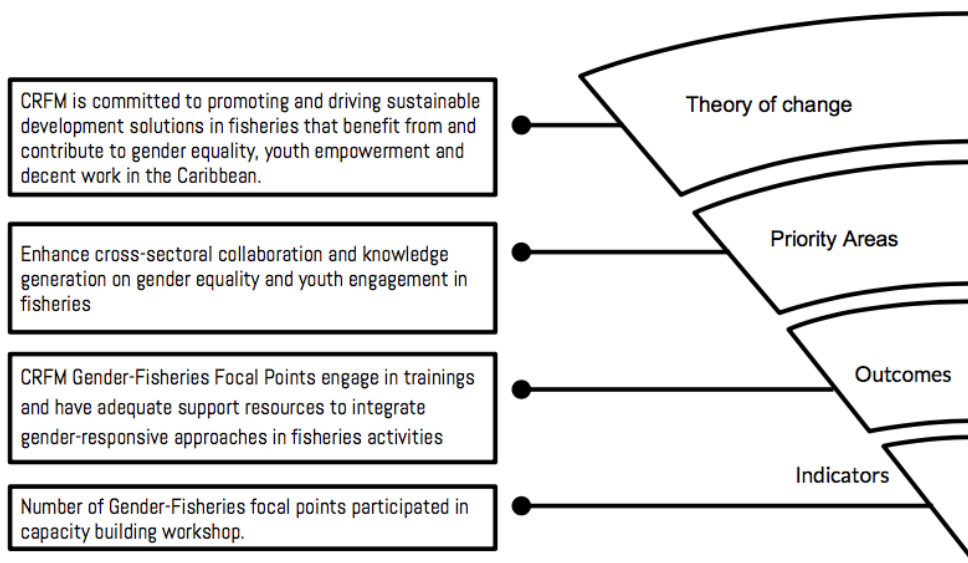 CRFM is committed to promoting and driving sustainable
development solutions in fisheries that benefit from and
contribute to gender equality, youth empowerment and
decent work in the Caribbean.
Theory of change
Enhance cross-sectoral collaboration and knowledge
generation on gender equality and youth engagement in
fisheries
Priority Areas
CRFM Gender-Fisheries Focal Points engage in trainings
and have adequate support resources to integrate
gender-responsive approaches in fisheries activities
Outcomes
Number of Gender-Fisheries focal points participated in
capacity building workshop.
Indicators